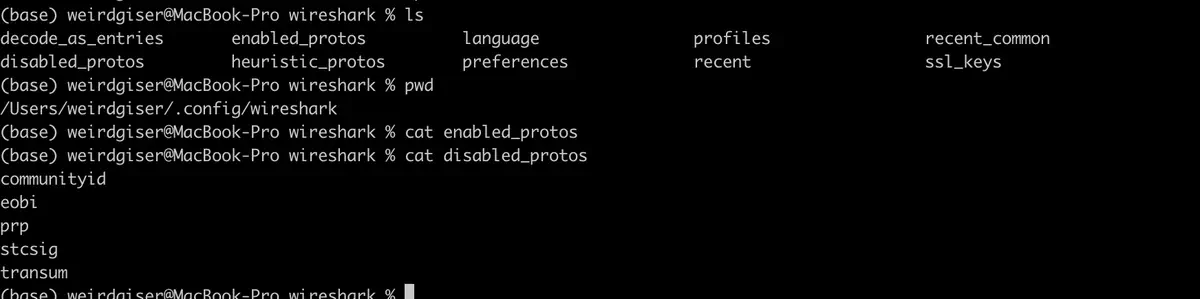 (base) weirdgiser@MacBook-Pro wireshark % ls
decode_as_entries enabled_protos language profiles recent_common
disabled_protos heuristic_protos preferences recent ssl_keys
(base) weirdgiser@MacBook-Pro wireshark % pwd
/Users/weirdgiser/.config/wireshark
(base) weirdgiser@MacBook-Pro wireshark % cat enabled_protos
(base) weirdgiser@MacBook-Pro wireshark % cat disabled_protos
communityid
eobi
prp
stcsig
transum
(base) weirdgiser@MacBook-Pro wireshark %